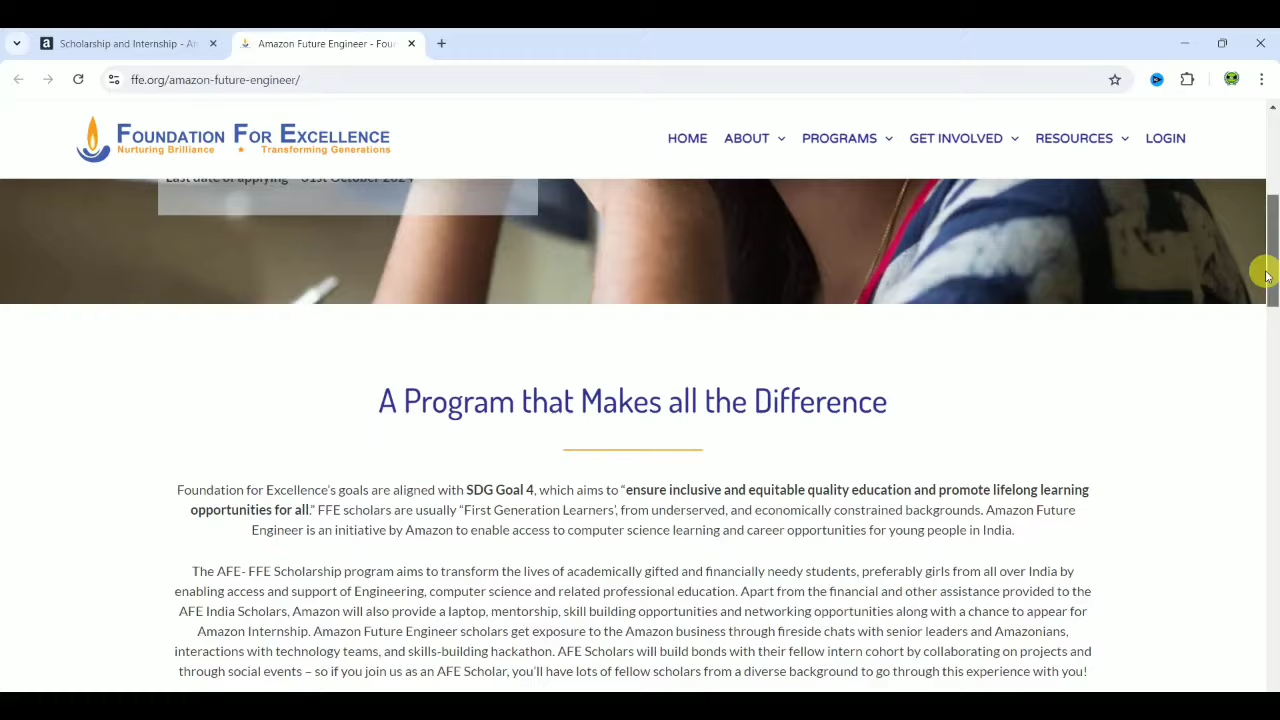 Scholarship and Internship - Ar
Amazon Future Engineer - Four
ffe.org/amazon-future-engineer/
FOUNDATION FOR EXCELLENCE
Nurturing Brilliance • Transforming Generations
HOME ABOUT PROGRAMS GET INVOLVED RESOURCES LOGIN
Last date of applying – 31st October 2024
A Program that Makes all the Difference
Foundation for Excellence's goals are aligned with SDG Goal 4, which aims to “ensure inclusive and equitable quality education and promote lifelong learning
opportunities for all.” FFE scholars are usually “First Generation Learners’, from underserved, and economically constrained backgrounds. Amazon Future
Engineer is an initiative by Amazon to enable access to computer science learning and career opportunities for young people in India.
The AFE- FFE Scholarship program aims to transform the lives of academically gifted and financially needy students, preferably girls from all over India by
enabling access and support of Engineering, computer science and related professional education. Apart from the financial and other assistance provided to the
AFE India Scholars, Amazon will also provide a laptop, mentorship, skill building opportunities and networking opportunities along with a chance to appear for
Amazon Internship. Amazon Future Engineer scholars get exposure to the Amazon business through fireside chats with senior leaders and Amazonians,
interactions with technology teams, and skills-building hackathon. AFE Scholars will build bonds with their fellow intern cohort by collaborating on projects and
through social events – so if you join us as an AFE Scholar, you'll have lots of fellow scholars from a diverse background to go through this experience with you!